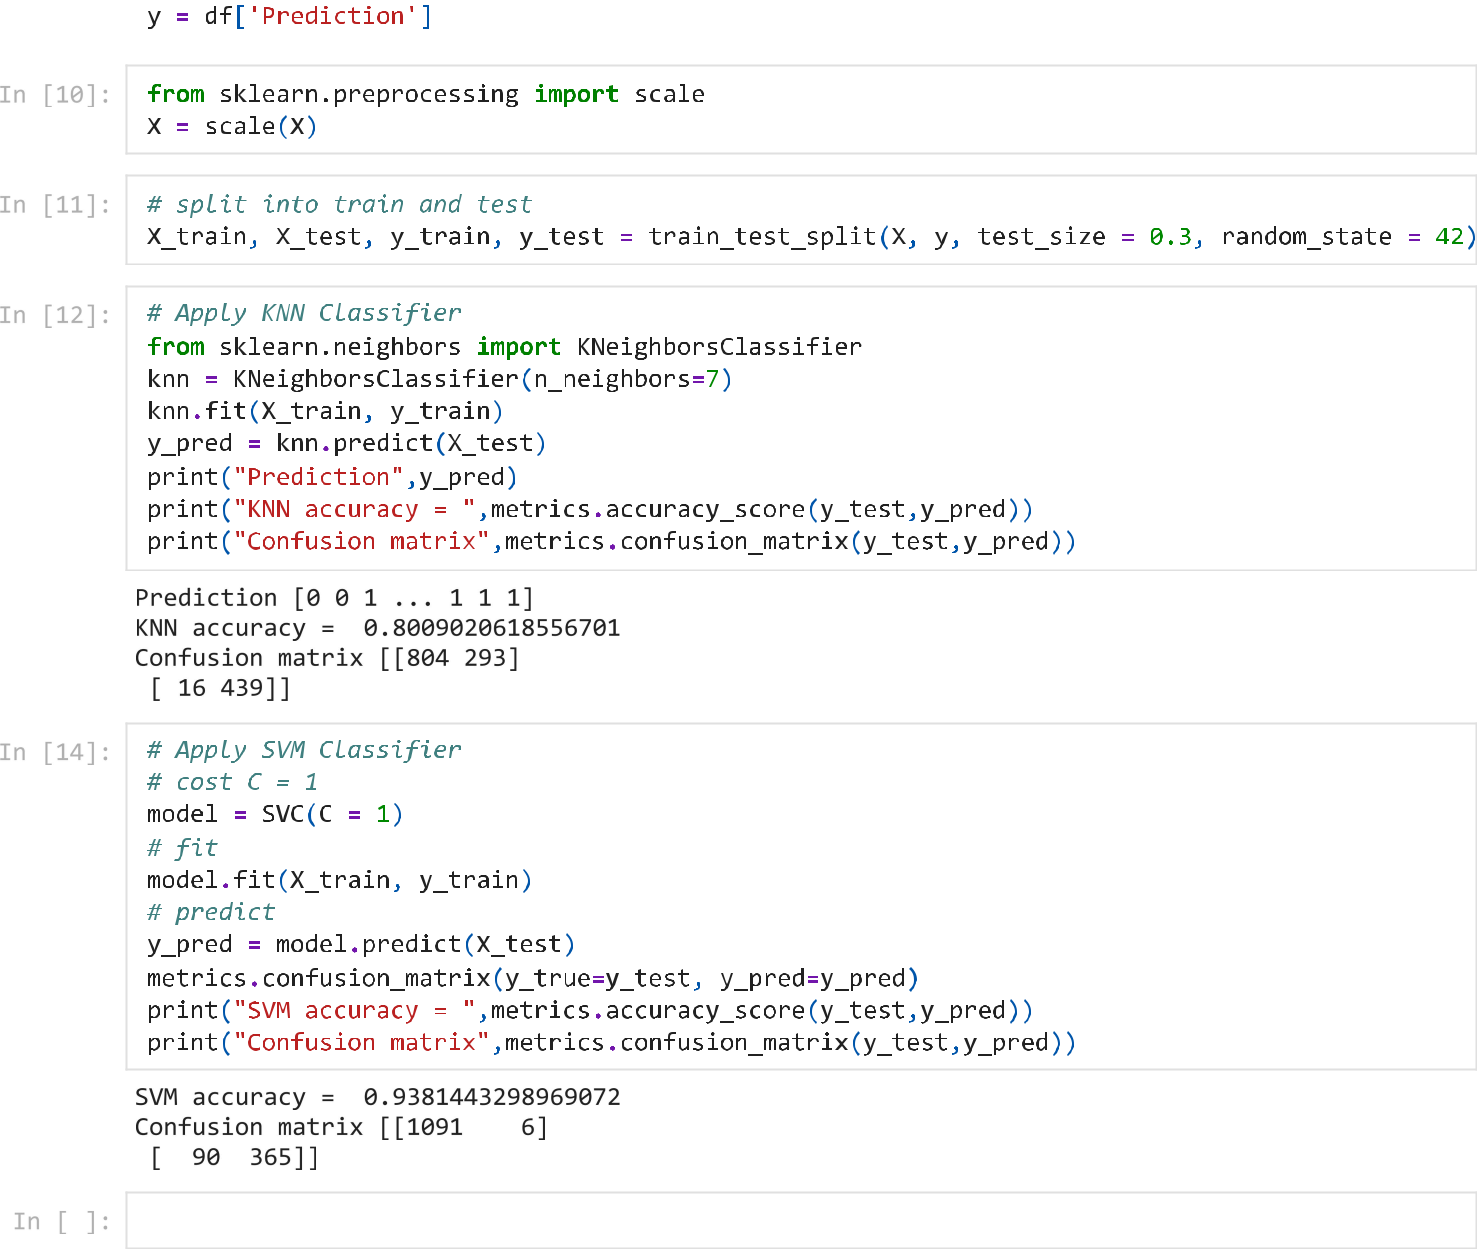 y = df['Prediction']
In [10]:
from sklearn.preprocessing import scale
X = scale(X)
In [11]:
# split into train and test
X_train, X_test, y_train, y_test = train_test_split(X, y, test_size = 0.3, random_state = 42)
In [12]:
# Apply KNN Classifier
from sklearn.neighbors import KNeighborsClassifier
knn = KNeighborsClassifier(n_neighbors=7)
knn.fit(X_train, y_train)
y_pred = knn.predict(X_test)
print("Prediction",y_pred)
print("KNN accuracy = ",metrics.accuracy_score(y_test,y_pred))
print("Confusion matrix",metrics.confusion_matrix(y_test,y_pred))
Prediction [0 0 1 ... 1 1 1]
KNN accuracy =  0.8009020618556701
Confusion matrix [[804 293]
 [ 16 439]]
In [14]:
# Apply SVM Classifier
# cost C = 1
model = SVC(C = 1)
# fit
model.fit(X_train, y_train)
# predict
y_pred = model.predict(X_test)
metrics.confusion_matrix(y_true=y_test, y_pred=y_pred)
print("SVM accuracy = ",metrics.accuracy_score(y_test,y_pred))
print("Confusion matrix",metrics.confusion_matrix(y_test,y_pred))
SVM accuracy =  0.9381443298969072
Confusion matrix [[1091    6]
 [  90  365]]
In [ ]: